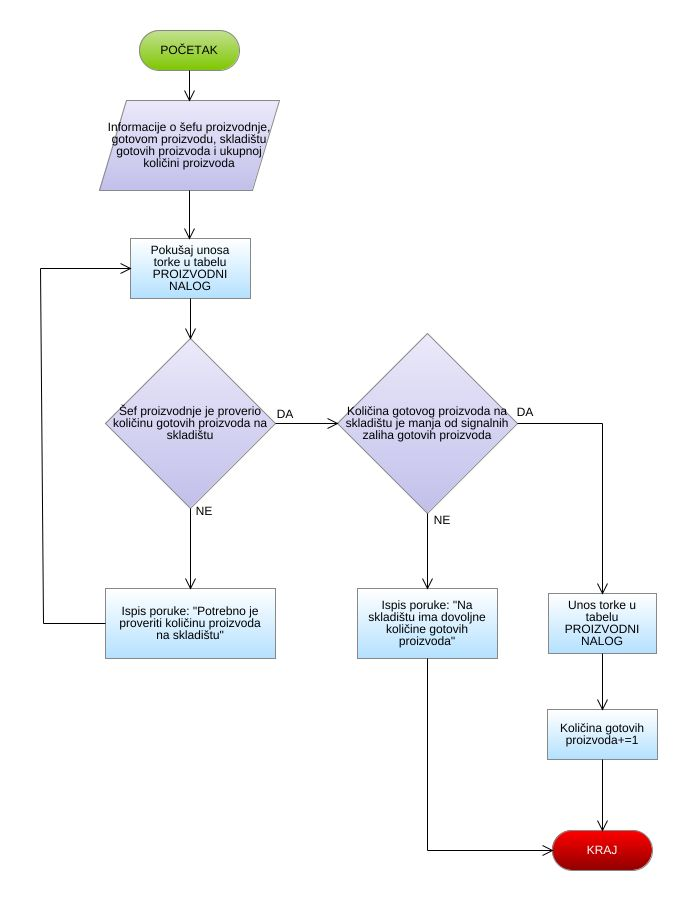 POČETAK
Informacije o šefu proizvodnje,
gotovom proizvodu, skladištu
gotovih proizvoda i ukupnoj
količini proizvoda
Pokušaj unosa
torke u tabelu
PROIZVODNI
NALOG
Šef proizvodnje je proverio
količinu gotovih proizvoda na
skladištu
DA
Količina gotovog proizvoda na
skladištu je manja od signalnih
zaliha gotovih proizvoda
DA
NE
NE
Ispis poruke: "Potrebno je
proveriti količinu proizvoda
na skladištu"
Ispis poruke: "Na
skladištu ima dovoljne
količine gotovih
proizvoda"
Unos torke u
tabelu
PROIZVODNI
NALOG
Količina gotovih
proizvoda+=1
KRAJ